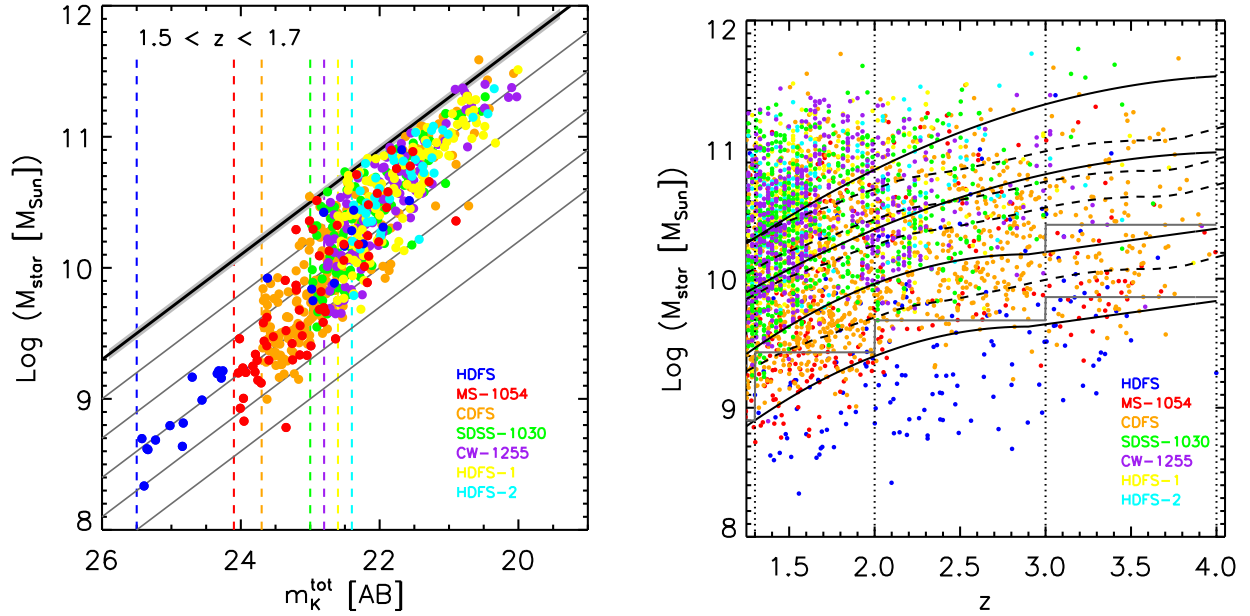 1.5 < z < 1.7
Log (M_star [M_Sun])
12
11
10
9
8
26
24
22
20
m_K^tot [AB]
HDFS
MS-1054
CDFS
SDSS-1030
CW-1255
HDFS-1
HDFS-2
Log (M_star [M_Sun])
12
11
10
9
8
1.5
2.0
2.5
3.0
3.5
4.0
z
HDFS
MS-1054
CDFS
SDSS-1030
CW-1255
HDFS-1
HDFS-2